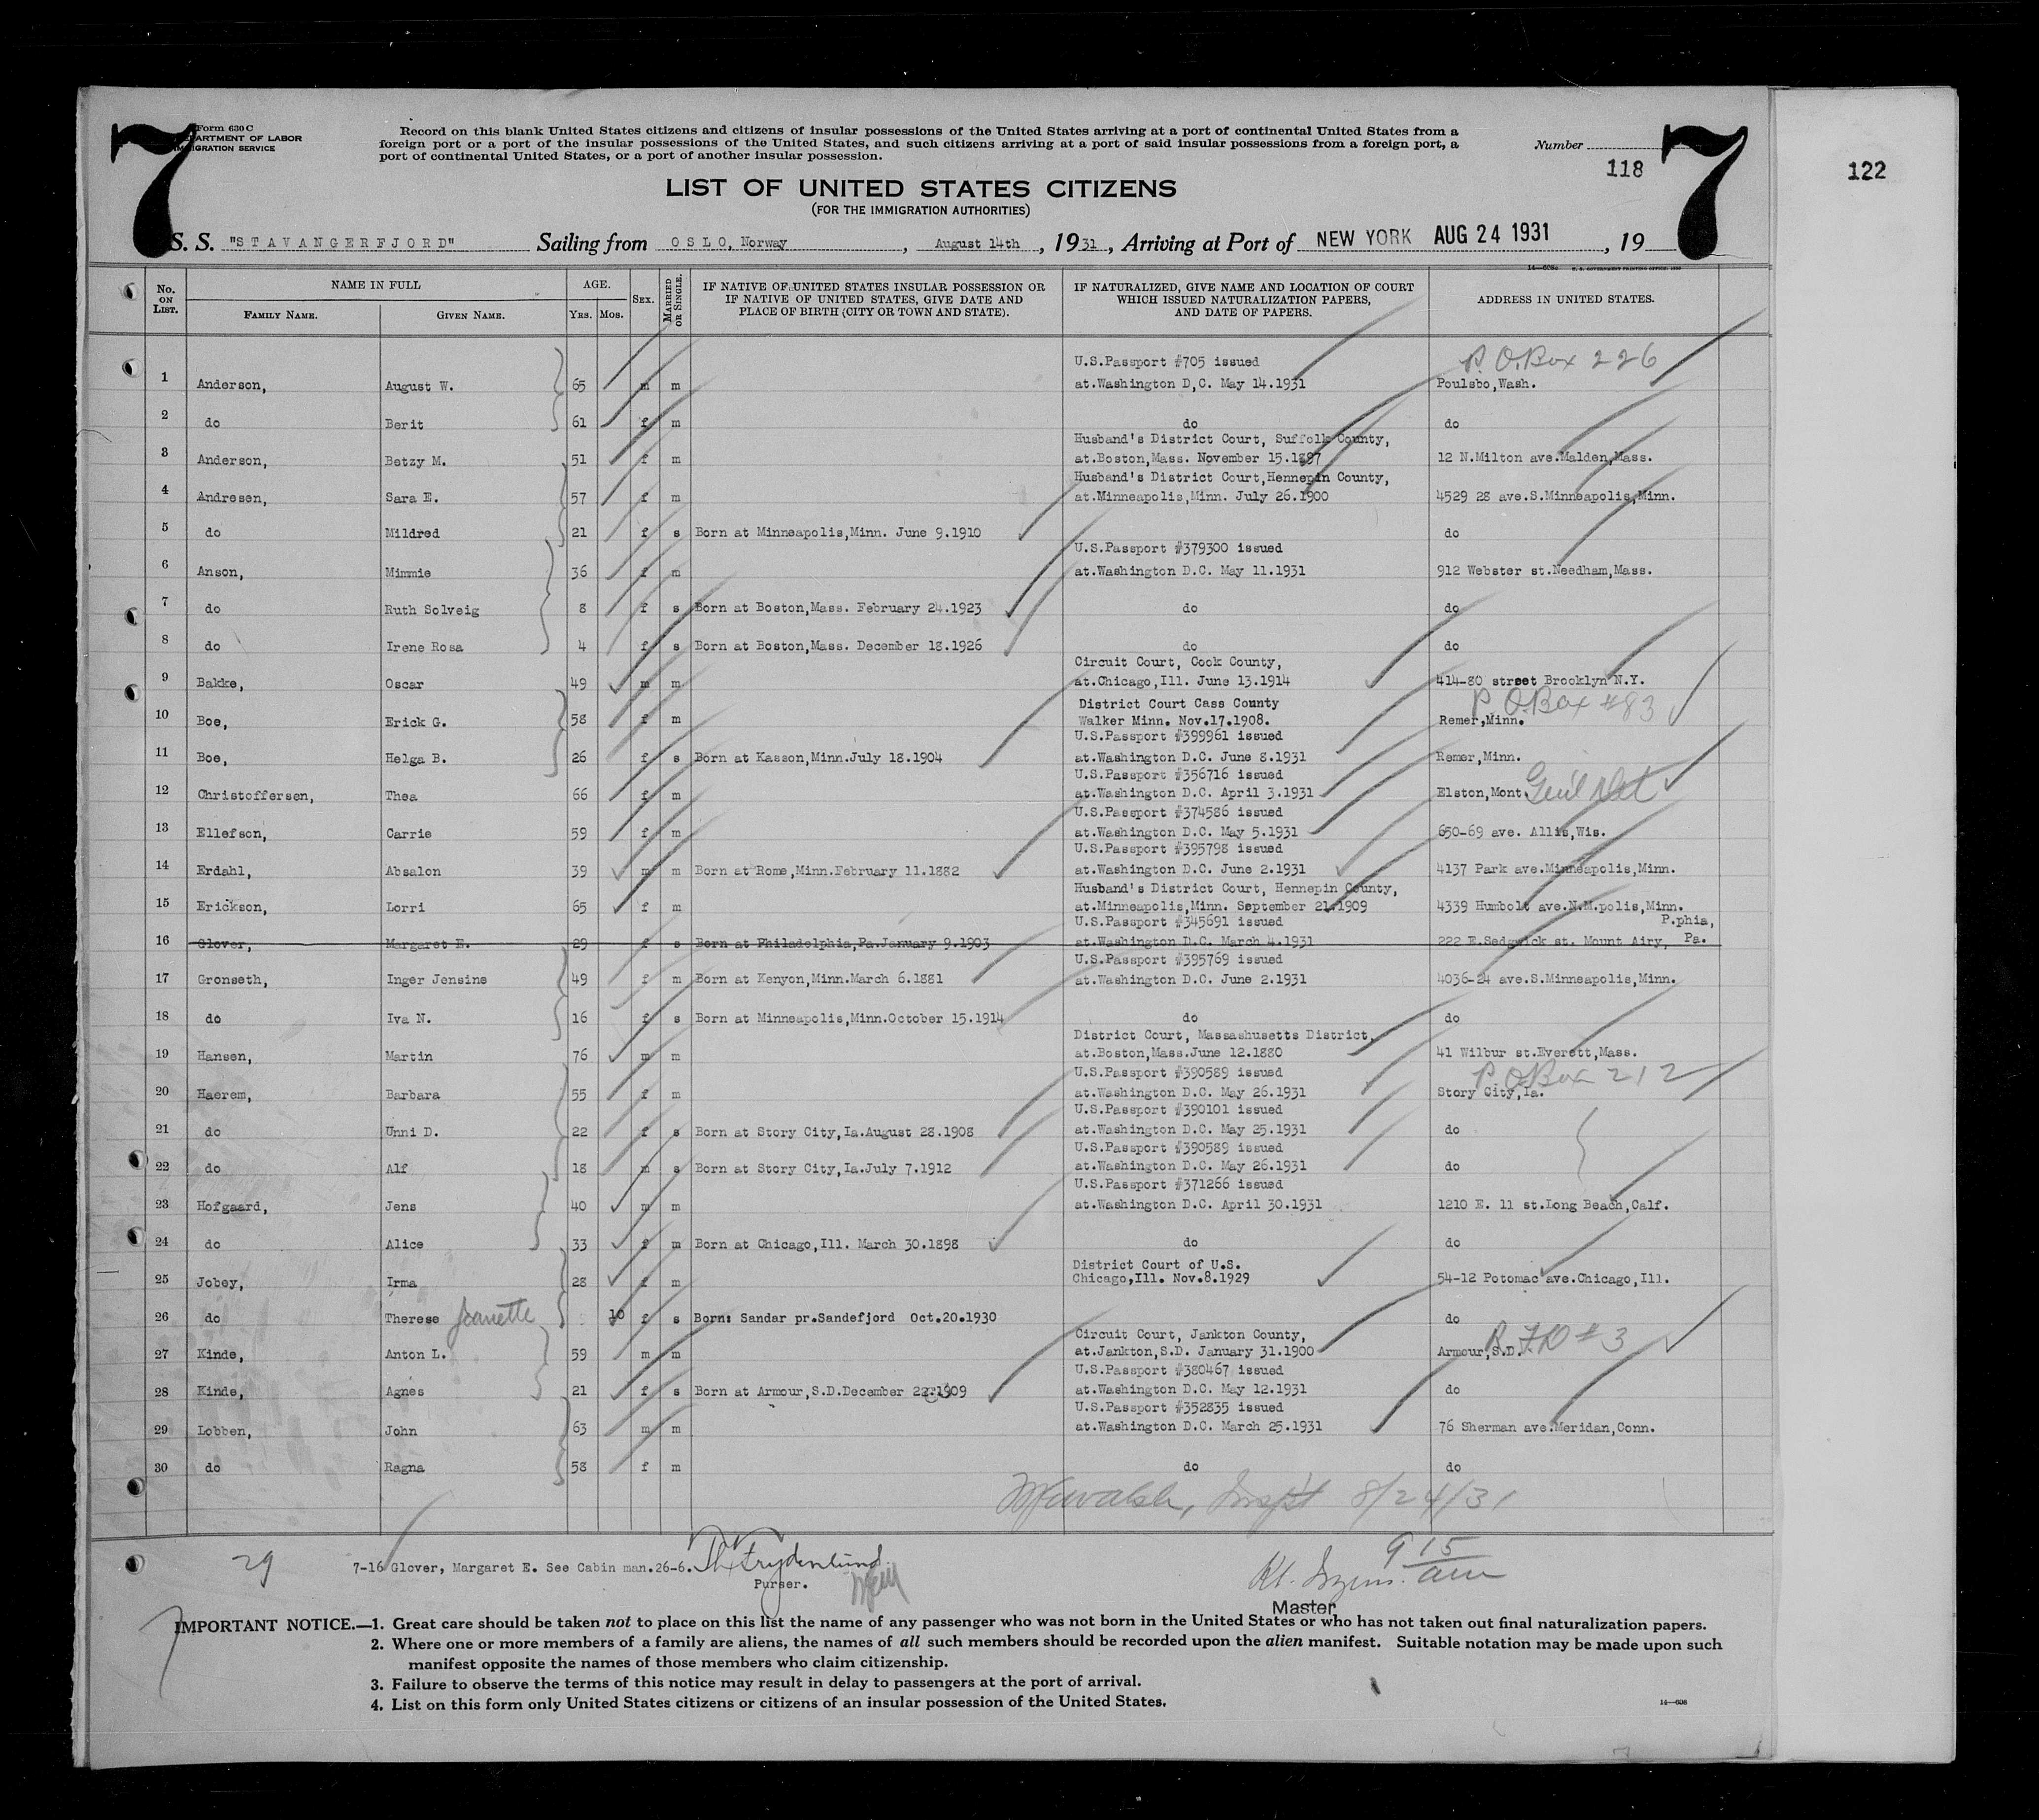 7
Form 630 C
DEPARTMENT OF LABOR
IMMIGRATION SERVICE
Record on this blank United States citizens and citizens of insular possessions of the United States arriving at a port of continental United States from a
foreign port or a port of the insular possessions of the United States, and such citizens arriving at a port of said insular possessions from a foreign port, a
port of continental United States, or a port of another insular possession.
Number
118
7
122
LIST OF UNITED STATES CITIZENS
(FOR THE IMMIGRATION AUTHORITIES)
S. S. "STAVANGERFJORD" Sailing from OSLO, Norway, August 14th, 1931, Arriving at Port of NEW YORK AUG 24 1931, 19
No. ON LIST. NAME IN FULL FAMILY NAME. GIVEN NAME. AGE. YRS. MOS. SEX. MARRIED OR SINGLE. IF NATIVE OF UNITED STATES INSULAR POSSESSION OR IF NATIVE OF UNITED STATES, GIVE DATE AND PLACE OF BIRTH (CITY OR TOWN AND STATE). IF NATURALIZED, GIVE NAME AND LOCATION OF COURT WHICH ISSUED NATURALIZATION PAPERS, AND DATE OF PAPERS. ADDRESS IN UNITED STATES.
U.S.Passport #705 issued P.O.Box 226
1 Anderson, August W. 65 m m at.Washington D,C. May 14.1931 Poulsbo,Wash.
2 do Berit 61 f m do do
Husband's District Court, Suffolk County,
3 Anderson, Betzy M. 51 f m at.Boston,Mass. November 15.1887 12 N.Milton ave.Malden,Mass.
Husband's District Court,Hennepin County,
4 Andresen, Sara E. 57 f m at.Minneapolis,Minn. July 26.1900 4529 28 ave.S.Minneapolis,Minn.
5 do Mildred 21 f s Born at Minneapolis,Minn. June 9.1910 do
U.S.Passport #379300 issued
6 Anson, Mimmie 36 f m at.Washington D.C. May 11.1931 912 Webster st.Needham,Mass.
7 do Ruth Solveig 8 f s Born at Boston,Mass. February 24.1923 do do
8 do Irene Rosa 4 f s Born at Boston,Mass. December 18.1926 do do
Circuit Court, Cook County,
9 Bakke, Oscar 49 m m at.Chicago,Ill. June 13.1914 414-80 street Brooklyn N.Y.
District Court Cass County P.O.Box #83
10 Boe, Erick G. 58 f m Walker Minn. Nov.17.1908. Remer,Minn.
U.S.Passport #399961 issued
11 Boe, Helga B. 26 f s Born at Kasson,Minn.July 18.1904 at.Washington D.C. June 8.1931 Remer,Minn.
U.S.Passport #356716 issued
12 Christoffersen, Thea 66 f m at.Washington D.C. April 3.1931 Elston,Mont.
U.S.Passport #374586 issued
13 Ellefson, Carrie 59 f m at.Washington D.C. May 5.1931 650-69 ave. Allis,Wis.
U.S.Passport #395798 issued
14 Erdahl, Absalon 39 m m Born at Rome,Minn.February 11.1882 at.Washington D.C. June 2.1931 4137 Park ave.Minneapolis,Minn.
Husband's District Court, Hennepin County,
15 Erickson, Lorri 65 f m at.Minneapolis,Minn. September 21.1909 4339 Humbolt ave.N.M.polis,Minn.
U.S.Passport #345691 issued P.phia,
16 Glover, Margaret E. 29 f s Born at Philadelphia,Pa.January 9.1903 at.Washington D.C. March 4.1931 222 E.Sedgwick st. Mount Airy, Pa.
U.S.Passport #395769 issued
17 Gronseth, Inger Jensine 49 f m Born at Kenyon,Minn.March 6.1881 at.Washington D.C. June 2.1931 4036-24 ave.S.Minneapolis,Minn.
18 do Iva N. 16 f s Born at Minneapolis,Minn.October 15.1914 do do
District Court, Massashusetts District,
19 Hansen, Martin 76 m m at.Boston,Mass.June 12.1880 41 Wilbur st.Everett,Mass.
U.S.Passport #390589 issued P.O.Box 212
20 Haerem, Barbara 55 f m at.Washington D.C. May 26.1931 Story City,Ia.
U.S.Passport #390101 issued
21 do Unni D. 22 f s Born at Story City,Ia.August 28.1908 at.Washington D.C. May 25.1931 do
U.S.Passport #390589 issued
22 do Alf 18 m s Born at Story City,Ia.July 7.1912 at.Washington D.C. May 26.1931 do
U.S.Passport #371266 issued
23 Hofgaard, Jens 40 m m at.Washington D.C. April 30.1931 1210 E. 11 st.Long Beach,Calf.
24 do Alice 33 f m Born at Chicago,Ill. March 30.1898 do do
District Court of U.S.
25 Jobey, Irma 28 f m Chicago,Ill. Nov.8.1929 54-12 Potomac ave.Chicago,Ill.
26 do Therese Jeanette 10 f s Born: Sandar pr.Sandefjord Oct.20.1930 do
Circuit Court, Jankton County, R.F.D #3
27 Kinde, Anton L. 59 m m at.Jankton,S.D. January 31.1900 Armour,S.D.
U.S.Passport #380467 issued
28 Kinde, Agnes 21 f s Born at Armour,S.D.December 22.1909 at.Washington D.C. May 12.1931 do
U.S.Passport #352835 issued
29 Lobben, John 63 m m at.Washington D.C. March 25.1931 76 Sherman ave.Meridan,Conn.
30 do Ragna 58 f m do do
8/24/31
29 7-16 Glover, Margaret E. See Cabin man.26-6. Th Frydenlund 9 15 am
Purser.
Master
IMPORTANT NOTICE.—1. Great care should be taken not to place on this list the name of any passenger who was not born in the United States or who has not taken out final naturalization papers.
2. Where one or more members of a family are aliens, the names of all such members should be recorded upon the alien manifest. Suitable notation may be made upon such
manifest opposite the names of those members who claim citizenship.
3. Failure to observe the terms of this notice may result in delay to passengers at the port of arrival.
4. List on this form only United States citizens or citizens of an insular possession of the United States.